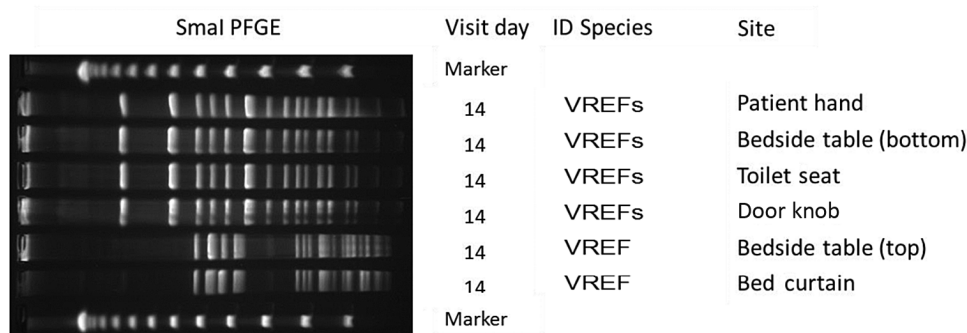 SmaI PFGE Visit day ID Species Site
Marker
14 VREFs Patient hand
14 VREFs Bedside table (bottom)
14 VREFs Toilet seat
14 VREFs Door knob
14 VREF Bedside table (top)
14 VREF Bed curtain
Marker